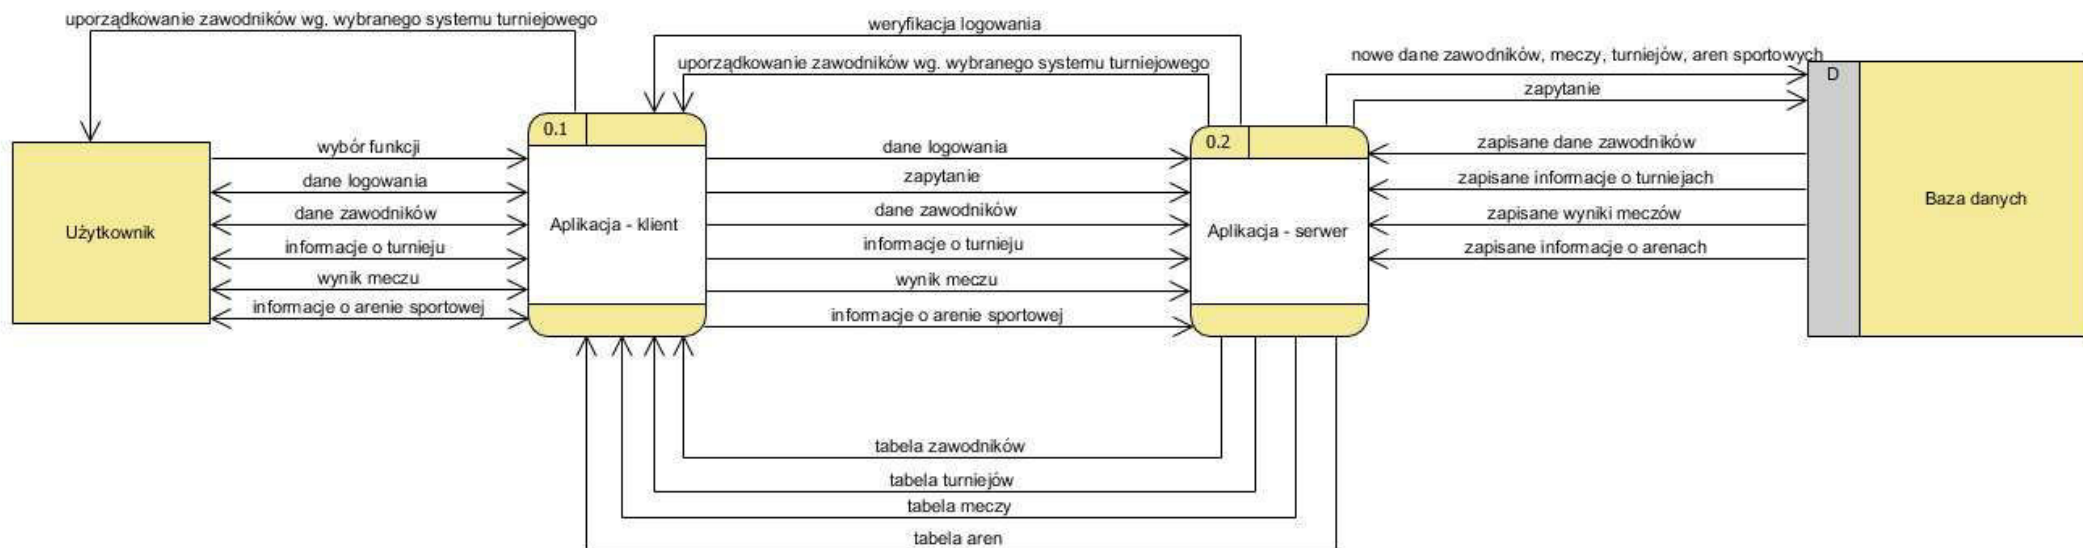 uporządkowanie zawodników wg. wybranego systemu turniejowego
weryfikacja logowania
uporządkowanie zawodników wg. wybranego systemu turniejowego
nowe dane zawodników, meczy, turniejów, aren sportowych
zapytanie
Użytkownik
wybór funkcji
dane logowania
dane zawodników
informacje o turnieju
wynik meczu
informacje o arenie sportowej
0.1
Aplikacja - klient
dane logowania
zapytanie
dane zawodników
informacje o turnieju
wynik meczu
informacje o arenie sportowej
0.2
Aplikacja - serwer
zapisane dane zawodników
zapisane informacje o turniejach
zapisane wyniki meczów
zapisane informacje o arenach
D
Baza danych
tabela zawodników
tabela turniejów
tabela meczy
tabela aren